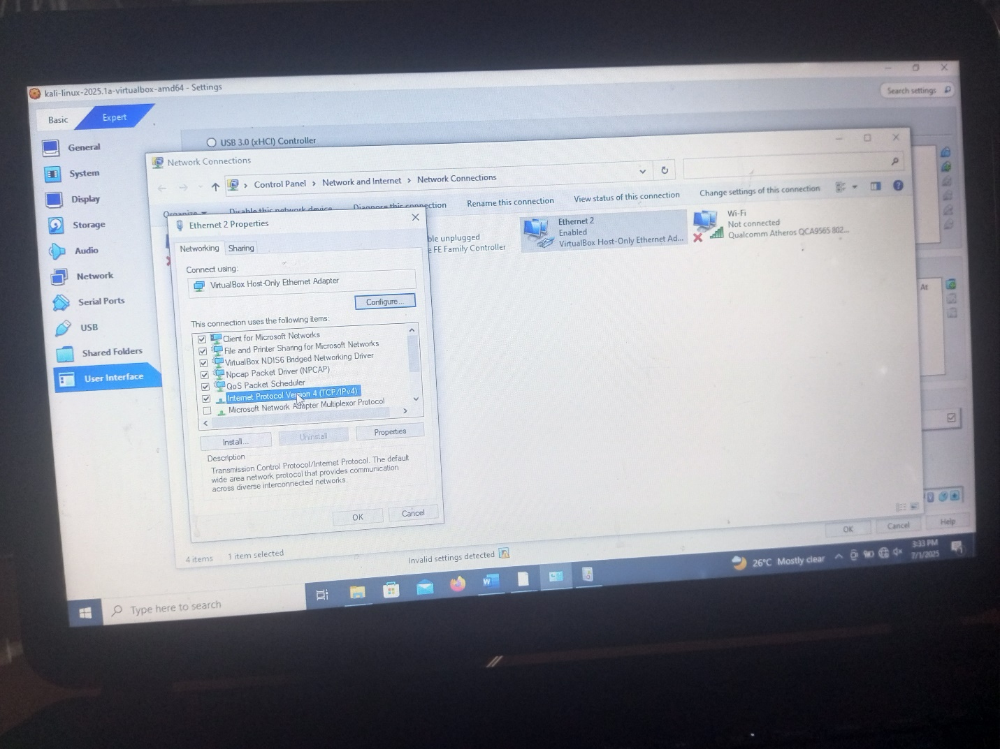 kali-linux-2025.1a-virtualbox-amd64 - Settings
Search settings
Basic
Expert
General
System
Display
Storage
Audio
Network
Serial Ports
USB
Shared Folders
User Interface
USB 3.0 (xHCI) Controller
Network Connections
Control Panel > Network and Internet > Network Connections
Organize
Disable this network device
Diagnose this connection
Rename this connection
View status of this connection
Change settings of this connection
ble unplugged
e FE Family Controller
Ethernet 2
Enabled
VirtualBox Host-Only Ethernet Ad...
Wi-Fi
Not connected
Qualcomm Atheros QCA9565 802...
Ethernet 2 Properties
Networking
Sharing
Connect using:
VirtualBox Host-Only Ethernet Adapter
Configure...
This connection uses the following items:
Client for Microsoft Networks
File and Printer Sharing for Microsoft Networks
VirtualBox NDIS6 Bridged Networking Driver
Npcap Packet Driver (NPCAP)
QoS Packet Scheduler
Internet Protocol Version 4 (TCP/IPv4)
Microsoft Network Adapter Multiplexor Protocol
Install...
Uninstall
Properties
Description
Transmission Control Protocol/Internet Protocol. The default
wide area network protocol that provides communication
across diverse interconnected networks.
OK
Cancel
At
4 items
1 item selected
Invalid settings detected
OK
Cancel
Help
Type here to search
26°C Mostly clear
3:33 PM
7/1/2025